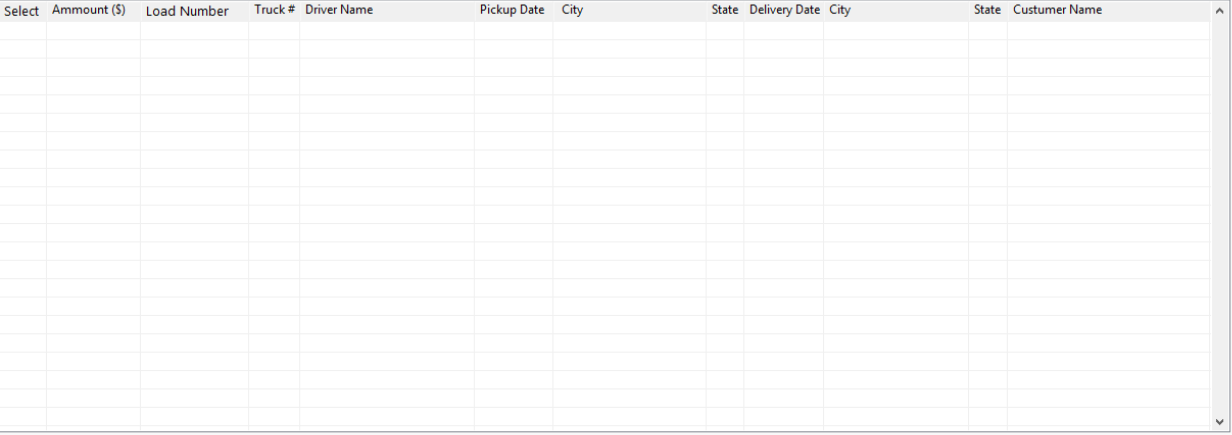 Select Ammount ($) Load Number Truck # Driver Name Pickup Date City State Delivery Date City State Custumer Name